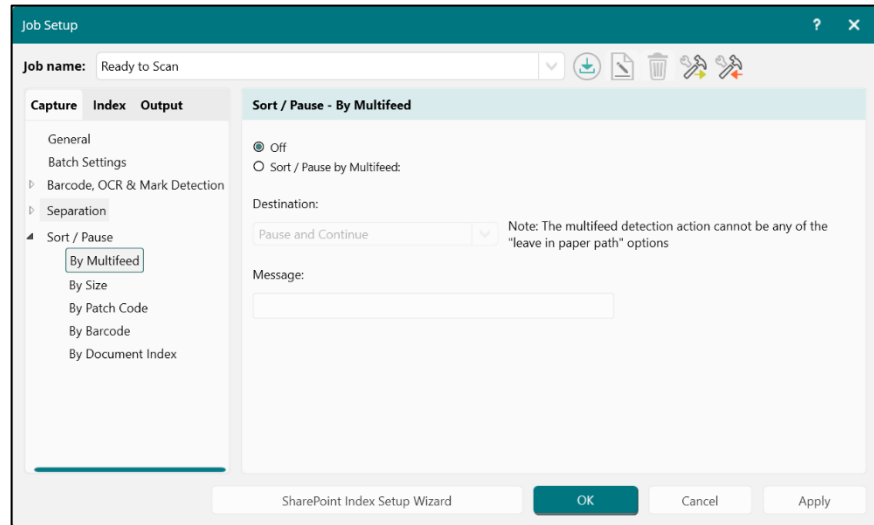 Job Setup
?
Job name: Ready to Scan
Capture Index Output
General
Batch Settings
Barcode, OCR & Mark Detection
Separation
Sort / Pause
By Multifeed
By Size
By Patch Code
By Barcode
By Document Index
Sort / Pause - By Multifeed
Off
Sort / Pause by Multifeed:
Destination:
Pause and Continue
Note: The multifeed detection action cannot be any of the
"leave in paper path" options
Message:
SharePoint Index Setup Wizard
OK
Cancel
Apply